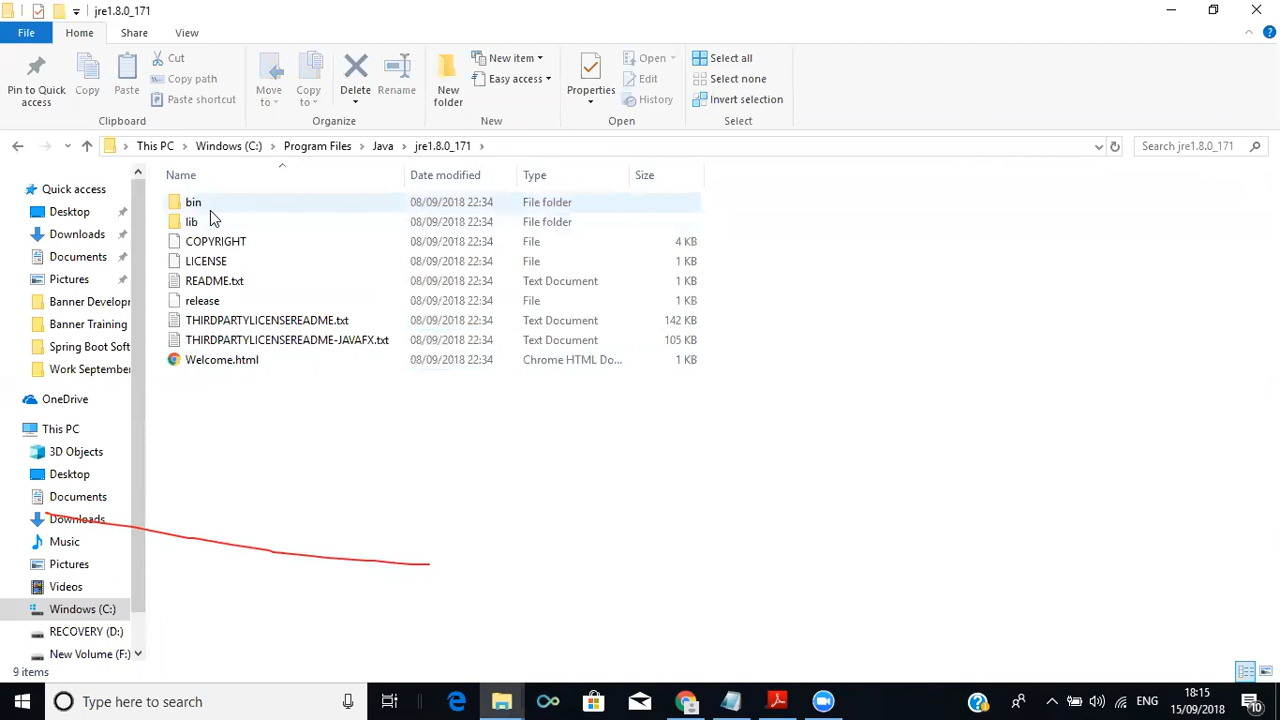 jre1.8.0_171
File Home Share View
Pin to Quick access
Copy
Paste
Cut
Copy path
Paste shortcut
Clipboard
Move to
Copy to
Delete
Rename
Organize
New folder
New item
Easy access
New
Properties
Open
Edit
History
Open
Select all
Select none
Invert selection
Select
This PC Windows (C:) Program Files Java jre1.8.0_171
Search jre1.8.0_171
Quick access
Desktop
Downloads
Documents
Pictures
Banner Develop
Banner Training
Spring Boot Soft
Work September
OneDrive
This PC
3D Objects
Desktop
Documents
Downloads
Music
Pictures
Videos
Windows (C:)
RECOVERY (D:)
New Volume (F:)
Name Date modified Type Size
bin 08/09/2018 22:34 File folder
lib 08/09/2018 22:34 File folder
COPYRIGHT 08/09/2018 22:34 File 4 KB
LICENSE 08/09/2018 22:34 File 1 KB
README.txt 08/09/2018 22:34 Text Document 1 KB
release 08/09/2018 22:34 File 1 KB
THIRDPARTYLICENSEREADME.txt 08/09/2018 22:34 Text Document 142 KB
THIRDPARTYLICENSEREADME-JAVAFX.txt 08/09/2018 22:34 Text Document 105 KB
Welcome.html 08/09/2018 22:34 Chrome HTML Do... 1 KB
9 items
Type here to search
ENG
18:15
15/09/2018
10